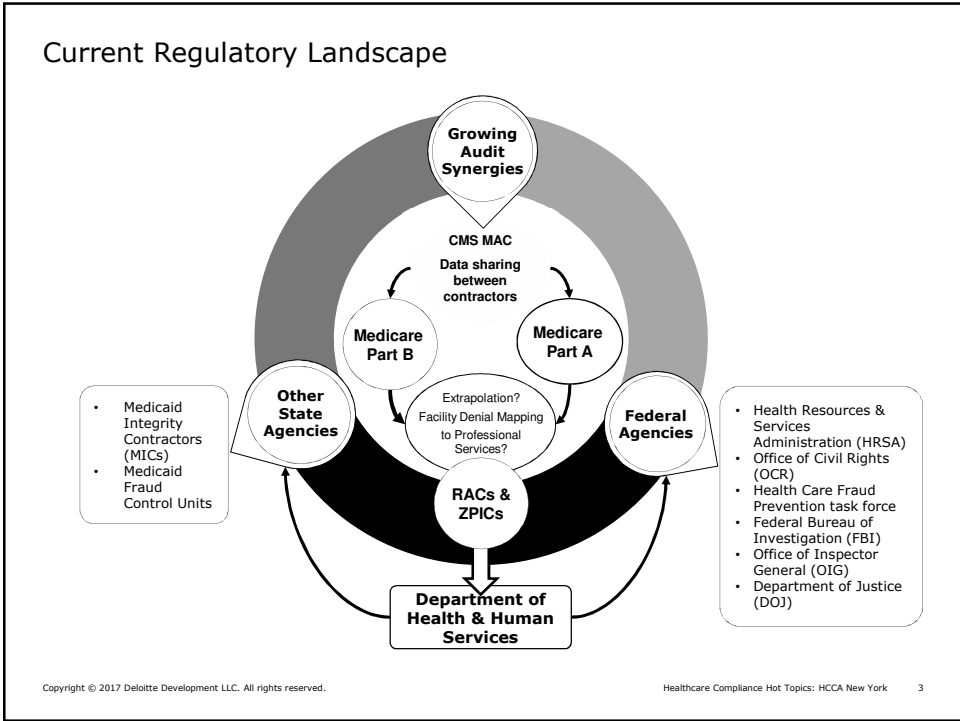 Current Regulatory Landscape
Growing
Audit
Synergies
CMS MAC
Data sharing
between
contractors
Medicare
Part B
Medicare
Part A
Extrapolation?
Facility Denial Mapping
to Professional
Services?
Other
State
Agencies
Federal
Agencies
RACs &
ZPICs
Department of
Health & Human
Services
• Medicaid
Integrity
Contractors
(MICs)
• Medicaid
Fraud
Control Units
• Health Resources &
Services
Administration (HRSA)
• Office of Civil Rights
(OCR)
• Health Care Fraud
Prevention task force
• Federal Bureau of
Investigation (FBI)
• Office of Inspector
General (OIG)
• Department of Justice
(DOJ)
Copyright © 2017 Deloitte Development LLC. All rights reserved.
Healthcare Compliance Hot Topics: HCCA New York 3